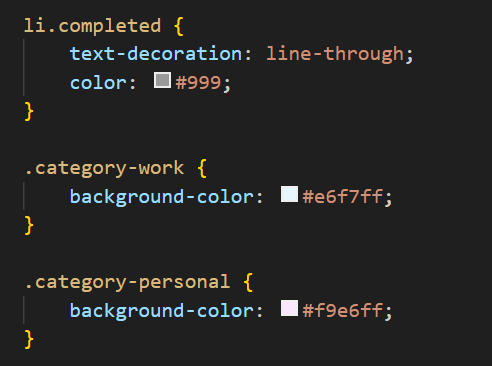 li.completed {
    text-decoration: line-through;
    color: #999;
}

.category-work {
    background-color: #e6f7ff;
}

.category-personal {
    background-color: #f9e6ff;
}